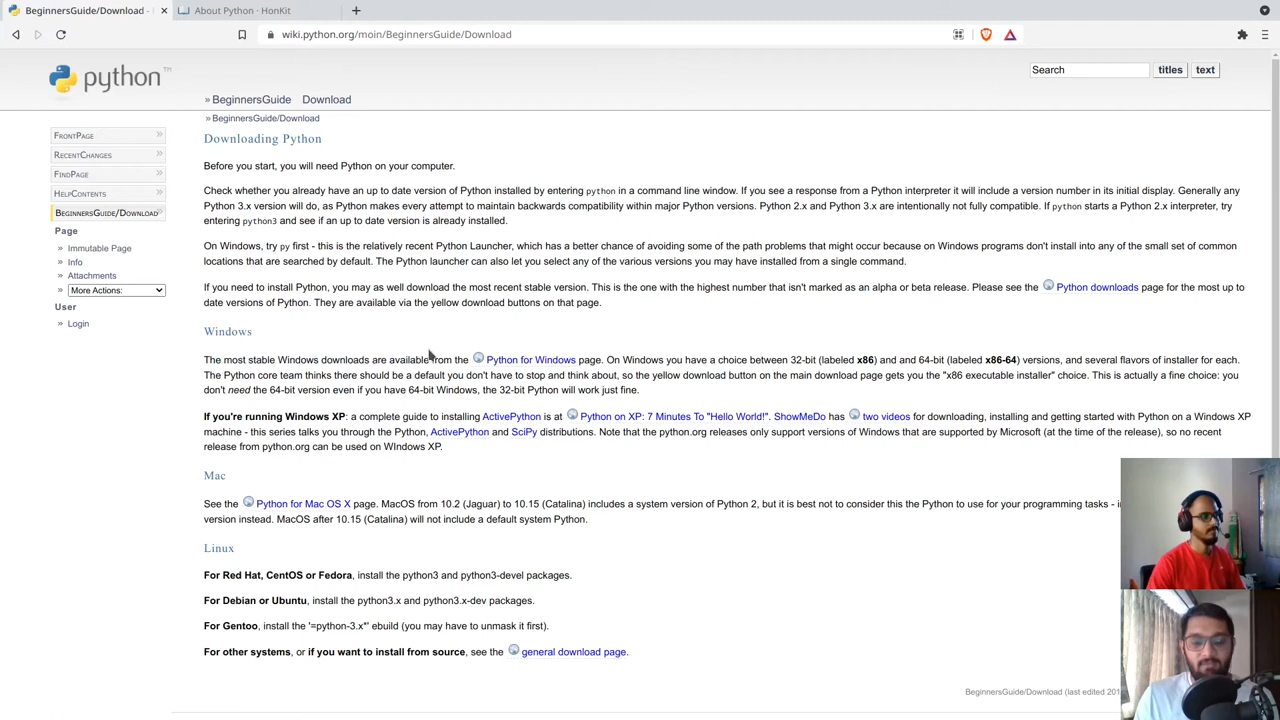 BeginnersGuide/Download -
About Python · HonKit
wiki.python.org/moin/BeginnersGuide/Download
python™
Search
titles
text
» BeginnersGuide Download
» BeginnersGuide/Download
FrontPage
RecentChanges
FindPage
HelpContents
BeginnersGuide/Download
Page
» Immutable Page
» Info
» Attachments
» More Actions:
User
» Login
Downloading Python
Before you start, you will need Python on your computer.
Check whether you already have an up to date version of Python installed by entering python in a command line window. If you see a response from a Python interpreter it will include a version number in its initial display. Generally any
Python 3.x version will do, as Python makes every attempt to maintain backwards compatibility within major Python versions. Python 2.x and Python 3.x are intentionally not fully compatible. If python starts a Python 2.x interpreter, try
entering python3 and see if an up to date version is already installed.
On Windows, try py first - this is the relatively recent Python Launcher, which has a better chance of avoiding some of the path problems that might occur because on Windows programs don't install into any of the small set of common
locations that are searched by default. The Python launcher can also let you select any of the various versions you may have installed from a single command.
If you need to install Python, you may as well download the most recent stable version. This is the one with the highest number that isn't marked as an alpha or beta release. Please see the Python downloads page for the most up to
date versions of Python. They are available via the yellow download buttons on that page.
Windows
The most stable Windows downloads are available from the Python for Windows page. On Windows you have a choice between 32-bit (labeled x86) and and 64-bit (labeled x86-64) versions, and several flavors of installer for each.
The Python core team thinks there should be a default you don't have to stop and think about, so the yellow download button on the main download page gets you the "x86 executable installer" choice. This is actually a fine choice: you
don't need the 64-bit version even if you have 64-bit Windows, the 32-bit Python will work just fine.
If you're running Windows XP: a complete guide to installing ActivePython is at Python on XP: 7 Minutes To "Hello World!". ShowMeDo has two videos for downloading, installing and getting started with Python on a Windows XP
machine - this series talks you through the Python, ActivePython and SciPy distributions. Note that the python.org releases only support versions of Windows that are supported by Microsoft (at the time of the release), so no recent
release from python.org can be used on WIndows XP.
Mac
See the Python for Mac OS X page. MacOS from 10.2 (Jaguar) to 10.15 (Catalina) includes a system version of Python 2, but it is best not to consider this the Python to use for your programming tasks -
version instead. MacOS after 10.15 (Catalina) will not include a default system Python.
Linux
For Red Hat, CentOS or Fedora, install the python3 and python3-devel packages.
For Debian or Ubuntu, install the python3.x and python3.x-dev packages.
For Gentoo, install the '=python-3.x*' ebuild (you may have to unmask it first).
For other systems, or if you want to install from source, see the general download page.
BeginnersGuide/Download (last edited 201